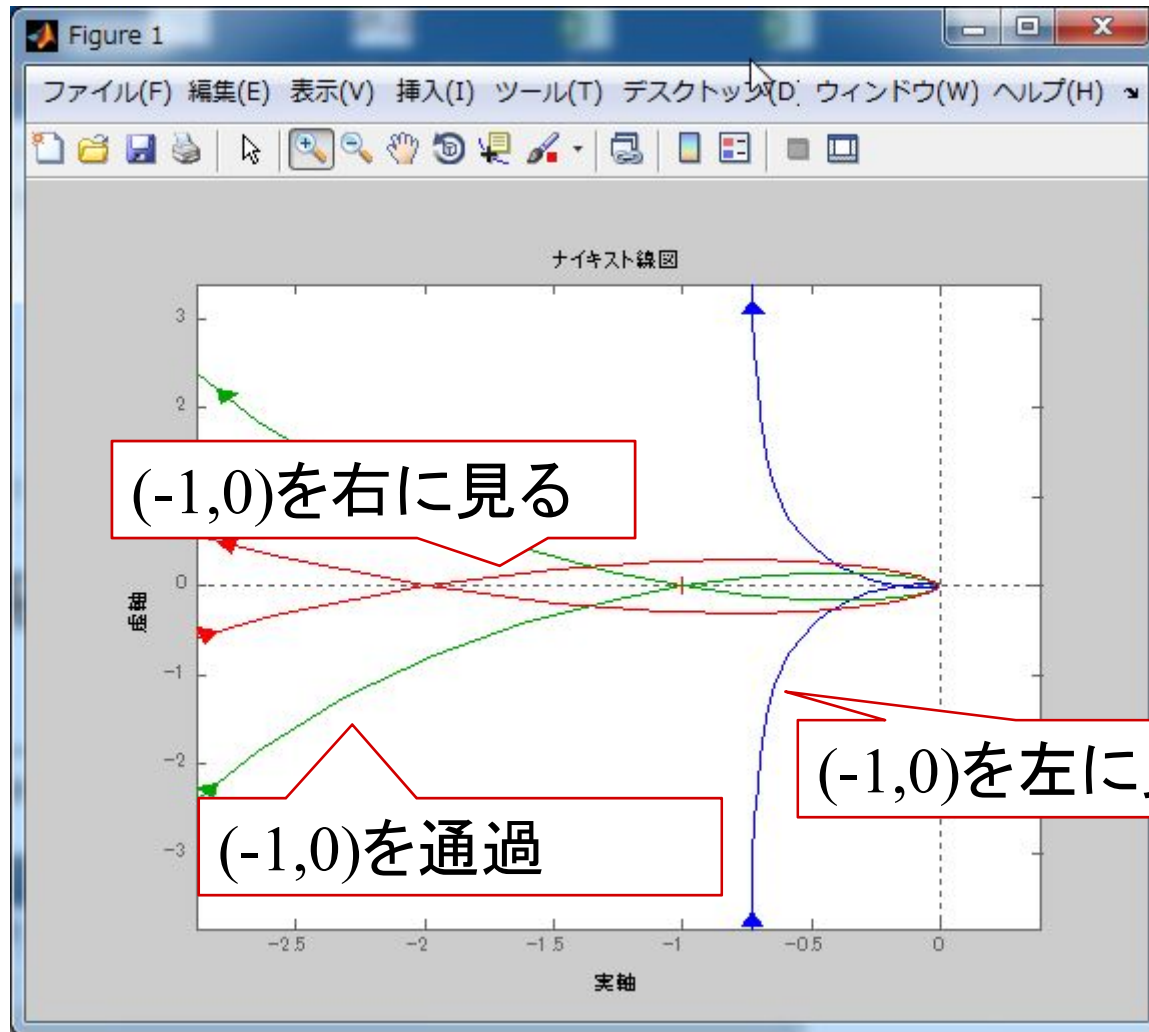 Figure 1
ファイル(F) 編集(E) 表示(V) 挿入(I) ツール(T) デスクトップ(D) ウィンドウ(W) ヘルプ(H)
ナイキスト線図
3
2
(-1,0)を右に見る
0
虚軸
-1
-2
(-1,0)を左に
(-1,0)を通過
-3
-2.5 -2 -1.5 -1 -0.5 0
実軸